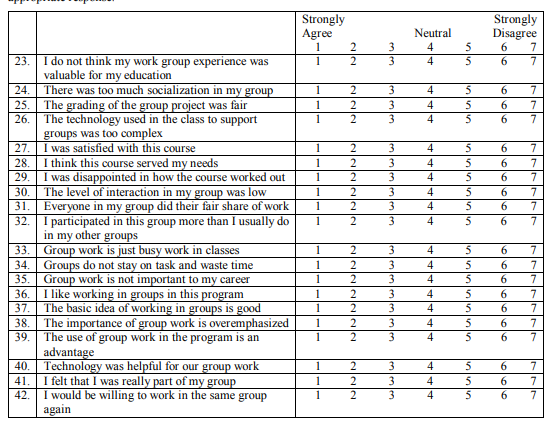 appropriate response.
Strongly Strongly
Agree Neutral Disagree
1 2 3 4 5 6 7
23. I do not think my work group experience was 1 2 3 4 5 6 7
valuable for my education
24. There was too much socialization in my group 1 2 3 4 5 6 7
25. The grading of the group project was fair 1 2 3 4 5 6 7
26. The technology used in the class to support 1 2 3 4 5 6 7
groups was too complex
27. I was satisfied with this course 1 2 3 4 5 6 7
28. I think this course served my needs 1 2 3 4 5 6 7
29. I was disappointed in how the course worked out 1 2 3 4 5 6 7
30. The level of interaction in my group was low 1 2 3 4 5 6 7
31. Everyone in my group did their fair share of work 1 2 3 4 5 6 7
32. I participated in this group more than I usually do 1 2 3 4 5 6 7
in my other groups
33. Group work is just busy work in classes 1 2 3 4 5 6 7
34. Groups do not stay on task and waste time 1 2 3 4 5 6 7
35. Group work is not important to my career 1 2 3 4 5 6 7
36. I like working in groups in this program 1 2 3 4 5 6 7
37. The basic idea of working in groups is good 1 2 3 4 5 6 7
38. The importance of group work is overemphasized 1 2 3 4 5 6 7
39. The use of group work in the program is an 1 2 3 4 5 6 7
advantage
40. Technology was helpful for our group work 1 2 3 4 5 6 7
41. I felt that I was really part of my group 1 2 3 4 5 6 7
42. I would be willing to work in the same group 1 2 3 4 5 6 7
again